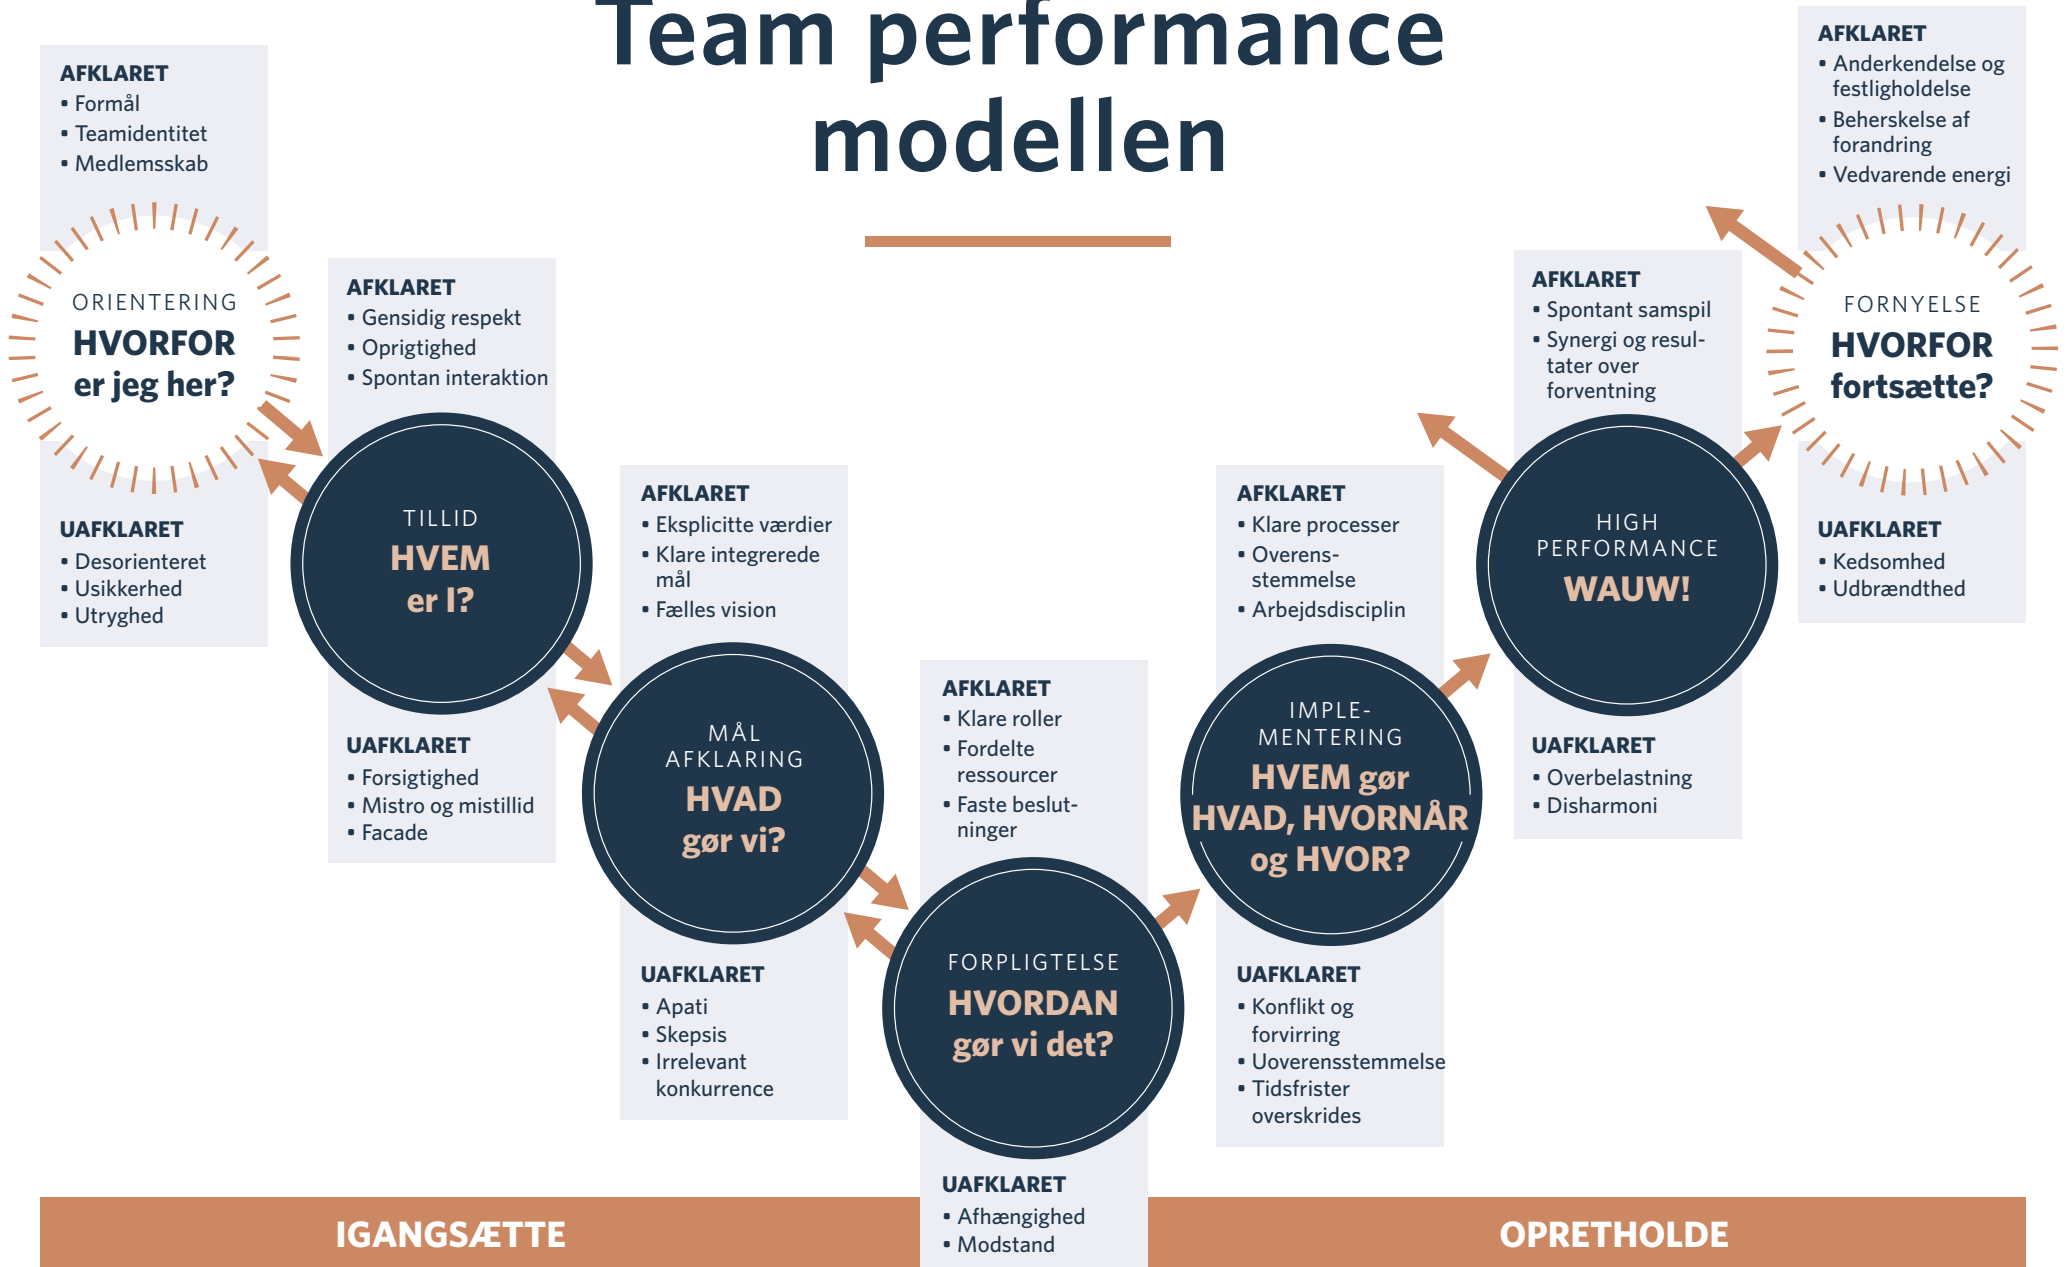 Team performance
modellen
AFKLARET
• Formål
• Teamidentitet
• Medlemsskab
ORIENTERING
HVORFOR
er jeg her?
UAFKLARET
• Desorienteret
• Usikkerhed
• Utryghed
AFKLARET
• Gensidig respekt
• Oprigtighed
• Spontan interaktion
TILLID
HVEM
er I?
UAFKLARET
• Forsigtighed
• Mistro og mistillid
• Facade
AFKLARET
• Eksplicitte værdier
• Klare integrerede
mål
• Fælles vision
MÅL
AFKLARING
HVAD
gør vi?
UAFKLARET
• Apati
• Skepsis
• Irrelevant
konkurrence
AFKLARET
• Klare roller
• Fordelte
ressourcer
• Faste beslut-
ninger
FORPLIGTELSE
HVORDAN
gør vi det?
UAFKLARET
• Afhængighed
• Modstand
AFKLARET
• Klare processer
• Overens-
stemmelse
• Arbejdsdisciplin
IMPLE-
MENTERING
HVEM gør
HVAD, HVORNÅR
og HVOR?
UAFKLARET
• Konflikt og
forvirring
• Uoverensstemmelse
• Tidsfrister
overskrides
AFKLARET
• Spontant samspil
• Synergi og resul-
tater over
forventning
HIGH
PERFORMANCE
WAUW!
UAFKLARET
• Overbelastning
• Disharmoni
AFKLARET
• Anderkendelse og
festligholdelse
• Beherskelse af
forandring
• Vedvarende energi
FORNYELSE
HVORFOR
fortsætte?
UAFKLARET
• Kedsomhed
• Udbrændthed
IGANGSÆTTE
OPRETHOLDE